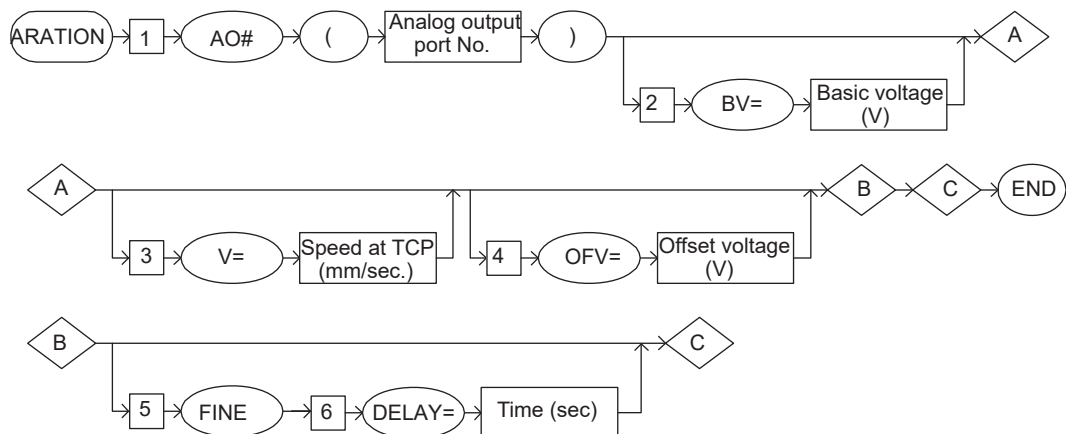 ARATION 1 AO# ( Analog output port No. ) A
2 BV= Basic voltage (V)
A B C END
3 V= Speed at TCP (mm/sec.) 4 OFV= Offset voltage (V)
B C
5 FINE 6 DELAY= Time (sec)